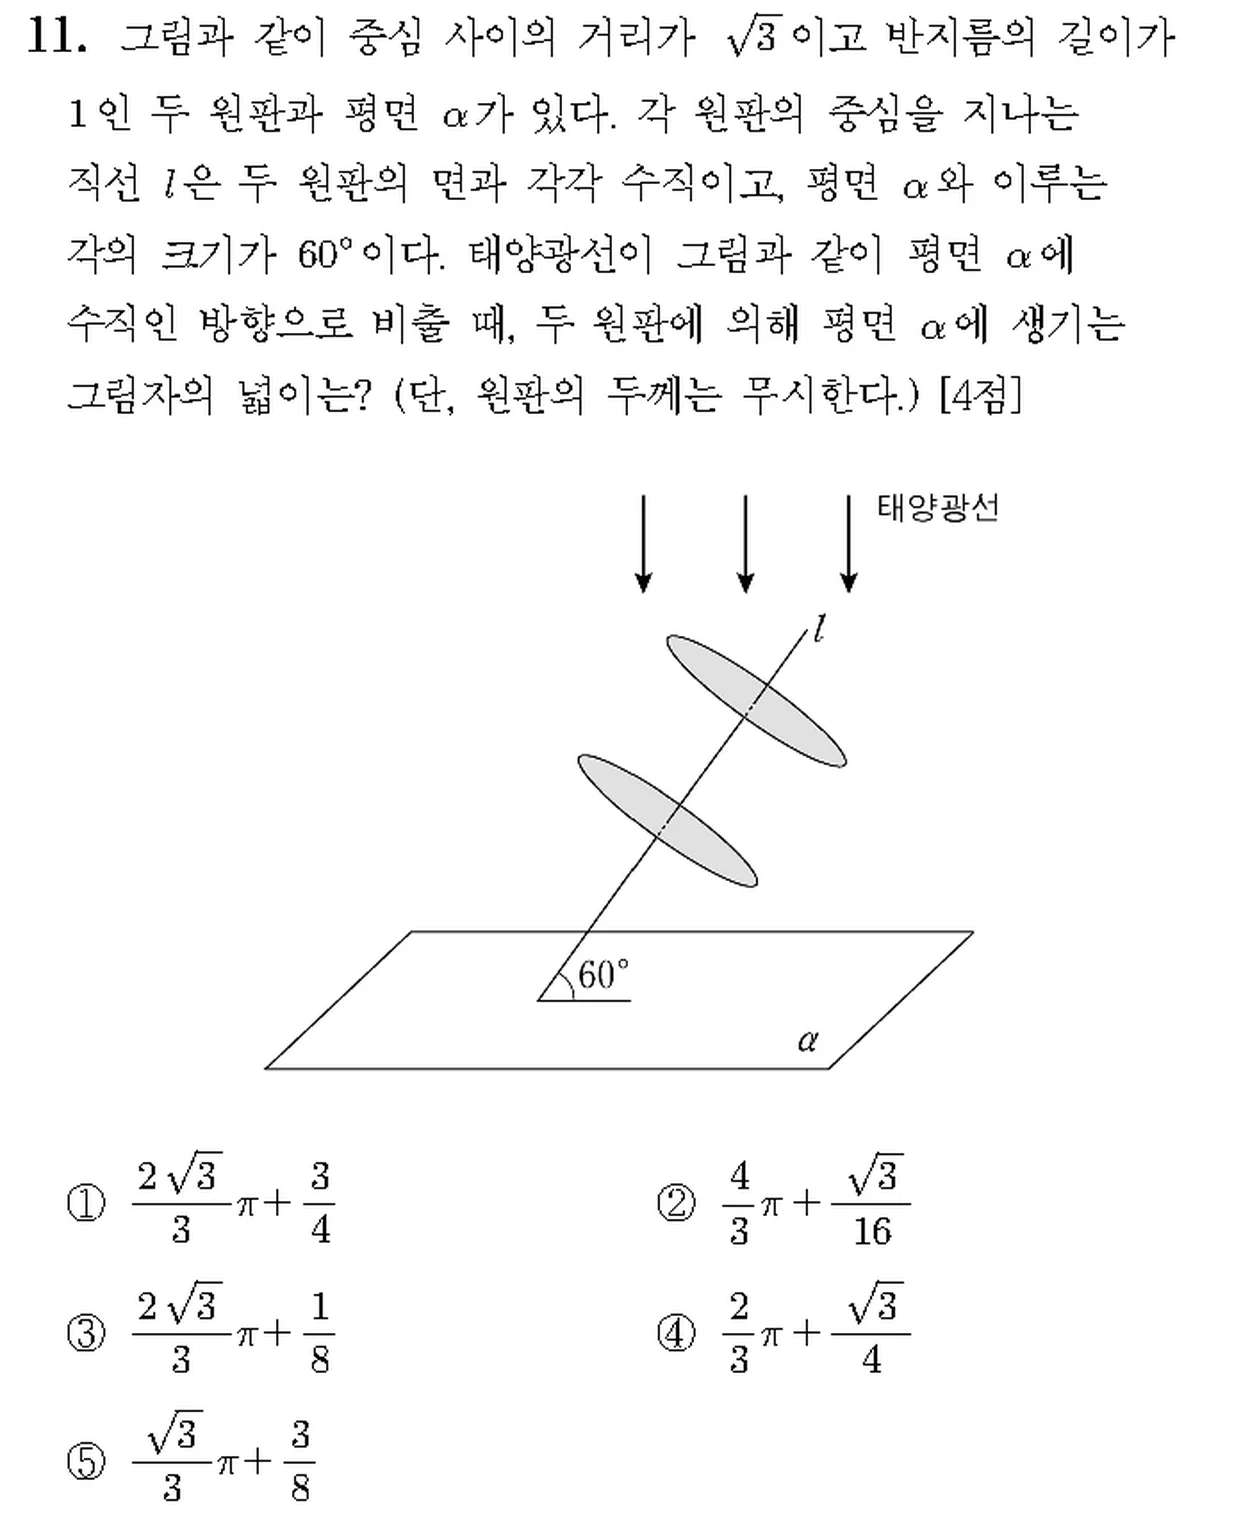 11. 그림과 같이 중심 사이의 거리가 √3 이고 반지름의 길이가
1인 두 원판과 평면 α가 있다. 각 원판의 중심을 지나는
직선 l은 두 원판의 면과 각각 수직이고, 평면 α와 이루는
각의 크기가 60°이다. 태양광선이 그림과 같이 평면 α에
수직인 방향으로 비출 때, 두 원판에 의해 평면 α에 생기는
그림자의 넓이는? (단, 원판의 두께는 무시한다.) [4점]
태양광선
l
60°
α
① 2√3/3 π + 3/4
② 4/3 π + √3/16
③ 2√3/3 π + 1/8
④ 2/3 π + √3/4
⑤ √3/3 π + 3/8